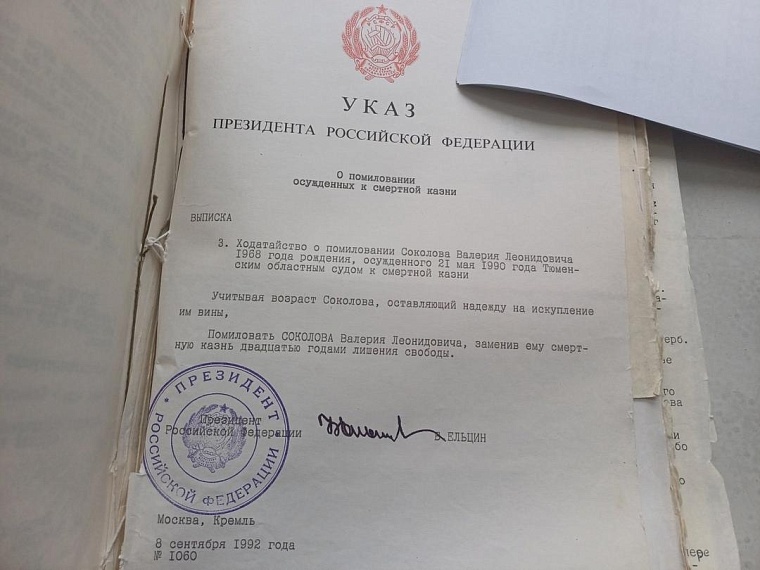 УКАЗ
ПРЕЗИДЕНТА РОССИЙСКОЙ ФЕДЕРАЦИИ
О помиловании
осужденных к смертной казни
ВЫПИСКА
3. Ходатайство о помиловании Соколова Валерия Леонидовича
1968 года рождения, осужденного 21 мая 1990 года Тюмен-
ским областным судом к смертной казни
Учитывая возраст Соколова, оставляющий надежду на искупление
им вины,
Помиловать СОКОЛОВА Валерия Леонидовича, заменив ему смерт-
ную казнь двадцатью годами лишения свободы.
ПРЕЗИДЕНТ
РОССИЙСКОЙ ФЕДЕРАЦИИ
Президент
Российской Федерации
Б.ЕЛЬЦИН
Москва, Кремль
8 сентября 1992 года
№ 1060